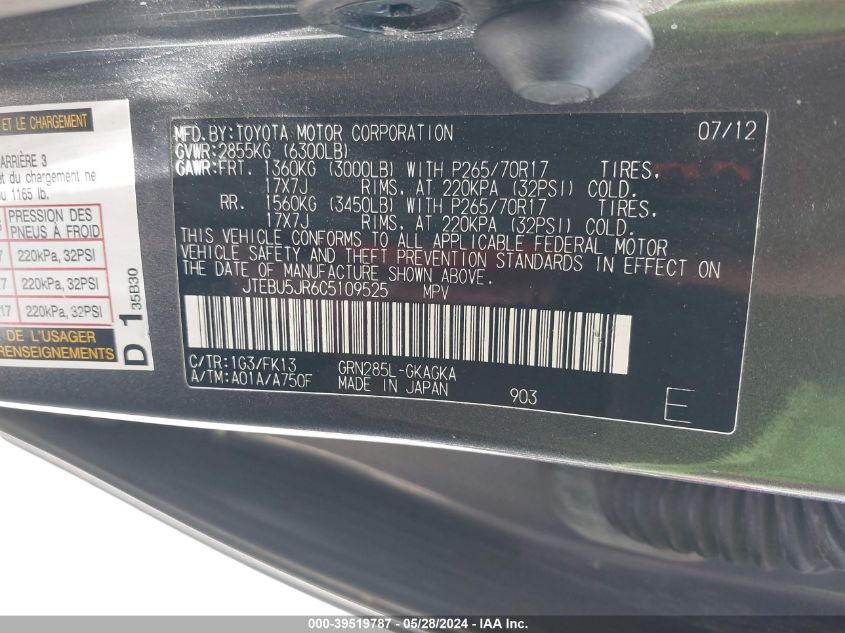 ET LE CHARGEMENT
ARRIÈRE 3
du chargement ne
1165 lb.
PRESSION DES
PNEUS À FROID
220kPa, 32PSI
220kPa, 32PSI
220kPa, 32PSI
DE L'USAGER
RENSEIGNEMENTS
D 1 35B30
MFD.BY:TOYOTA MOTOR CORPORATION 07/12
GVWR:2855KG (6300LB)
GAWR:FRT. 1360KG (3000LB) WITH P265/70R17 TIRES.
17X7J RIMS. AT 220KPA (32PSI) COLD.
RR. 1560KG (3450LB) WITH P265/70R17 TIRES.
17X7J RIMS. AT 220KPA (32PSI) COLD.
THIS VEHICLE CONFORMS TO ALL APPLICABLE FEDERAL MOTOR
VEHICLE SAFETY AND THEFT PREVENTION STANDARDS IN EFFECT ON
THE DATE OF MANUFACTURE SHOWN ABOVE.
JTEBU5JR6C5109525 MPV
C/TR:1G3/FK13 GRN285L-GKAGKA
A/TM:A01A/A750F MADE IN JAPAN 903 E
000-39519787 - 05/28/2024 - IAAI.com